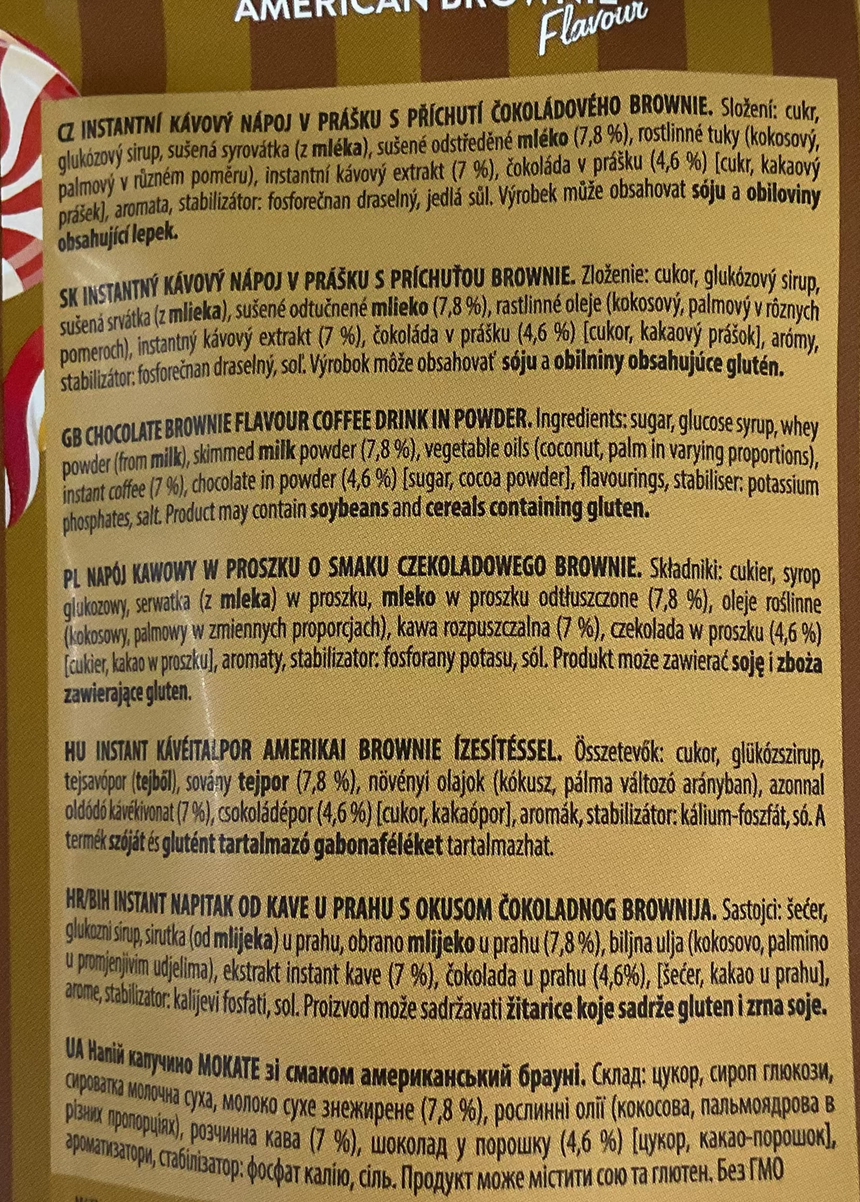 AMERICAN
Flavour
CZ INSTANTNÍ KÁVOVÝ NÁPOJ V PRÁŠKU S PŘÍCHUTÍ ČOKOLÁDOVÉHO BROWNIE. Složení: cukr,
glukózový sirup, sušená syrovátka (z mléka), sušené odstředěné mléko (7,8 %), rostlinné tuky (kokosový,
palmový v různém poměru), instantní kávový extrakt (7 %), čokoláda v prášku (4,6 %) [cukr, kakaový
prášek], aromata, stabilizátor: fosforečnan draselný, jedlá sůl. Výrobek může obsahovat sóju a obiloviny
obsahující lepek.
SK INSTANTNÝ KÁVOVÝ NÁPOJ V PRÁŠKU S PRÍCHUŤOU BROWNIE. Zloženie: cukor, glukózový sirup,
sušená srvátka (z mlieka), sušené odtučnené mlieko (7,8 %), rastlinné oleje (kokosový, palmový v rôznych
pomeroch), instantný kávový extrakt (7 %), čokoláda v prášku (4,6 %) [cukor, kakaový prášok], arómy,
stabilizátor: fosforečnan draselný, soľ. Výrobok môže obsahovať sóju a obilniny obsahujúce glutén.
GB CHOCOLATE BROWNIE FLAVOUR COFFEE DRINK IN POWDER. Ingredients: sugar, glucose syrup, whey
powder (from milk), skimmed milk powder (7,8 %), vegetable oils (coconut, palm in varying proportions),
instant coffee (7 %), chocolate in powder (4,6 %) [sugar, cocoa powder], flavourings, stabiliser: potassium
phosphates, salt. Product may contain soybeans and cereals containing gluten.
PL NAPÓJ KAWOWY W PROSZKU O SMAKU CZEKOLADOWEGO BROWNIE. Składniki: cukier, syrop
glukozowy, serwatka (z mleka) w proszku, mleko w proszku odtłuszczone (7,8 %), oleje roślinne
(kokosowy, palmowy w zmiennych proporcjach), kawa rozpuszczalna (7 %), czekolada w proszku (4,6 %)
[cukier, kakao w proszku], aromaty, stabilizator: fosforany potasu, sól. Produkt może zawierać soję i zboża
zawierające gluten.
HU INSTANT KÁVÉITALPOR AMERIKAI BROWNIE ÍZESÍTÉSSEL. Összetevők: cukor, glükózszirup,
tejsavópor (tejből), sovány tejpor (7,8 %), növényi olajok (kókusz, pálma változó arányban), azonnal
oldódó kávékivonat (7 %), csokoládépor (4,6 %) [cukor, kakaópor], aromák, stabilizátor: kálium-foszfát, só. A
termék szóját és glutént tartalmazó gabonaféléket tartalmazhat.
HR/BIH INSTANT NAPITAK OD KAVE U PRAHU S OKUSOM ČOKOLADNOG BROWNIJA. Sastojci: šećer,
glukozni sirup, sirutka (od mlijeka) u prahu, obrano mlijeko u prahu (7,8 %), biljna ulja (kokosovo, palmino
u promjenjivim udjelima), ekstrakt instant kave (7 %), čokolada u prahu (4,6%), [šećer, kakao u prahu],
arome, stabilizator: kalijevi fosfati, sol. Proizvod može sadržavati žitarice koje sadrže gluten i zrna soje.
UA Напій капучино MOKATE зі смаком американський брауні. Склад: цукор, сироп глюкози,
сироватка молочна суха, молоко сухе знежирене (7,8 %), рослинні олії (кокосова, пальмоядрова в
різних пропорціях), розчинна кава (7 %), шоколад у порошку (4,6 %) [цукор, какао-порошок],
ароматизатори, стабілізатор: фосфат калію, сіль. Продукт може містити сою та глютен. Без ГМО